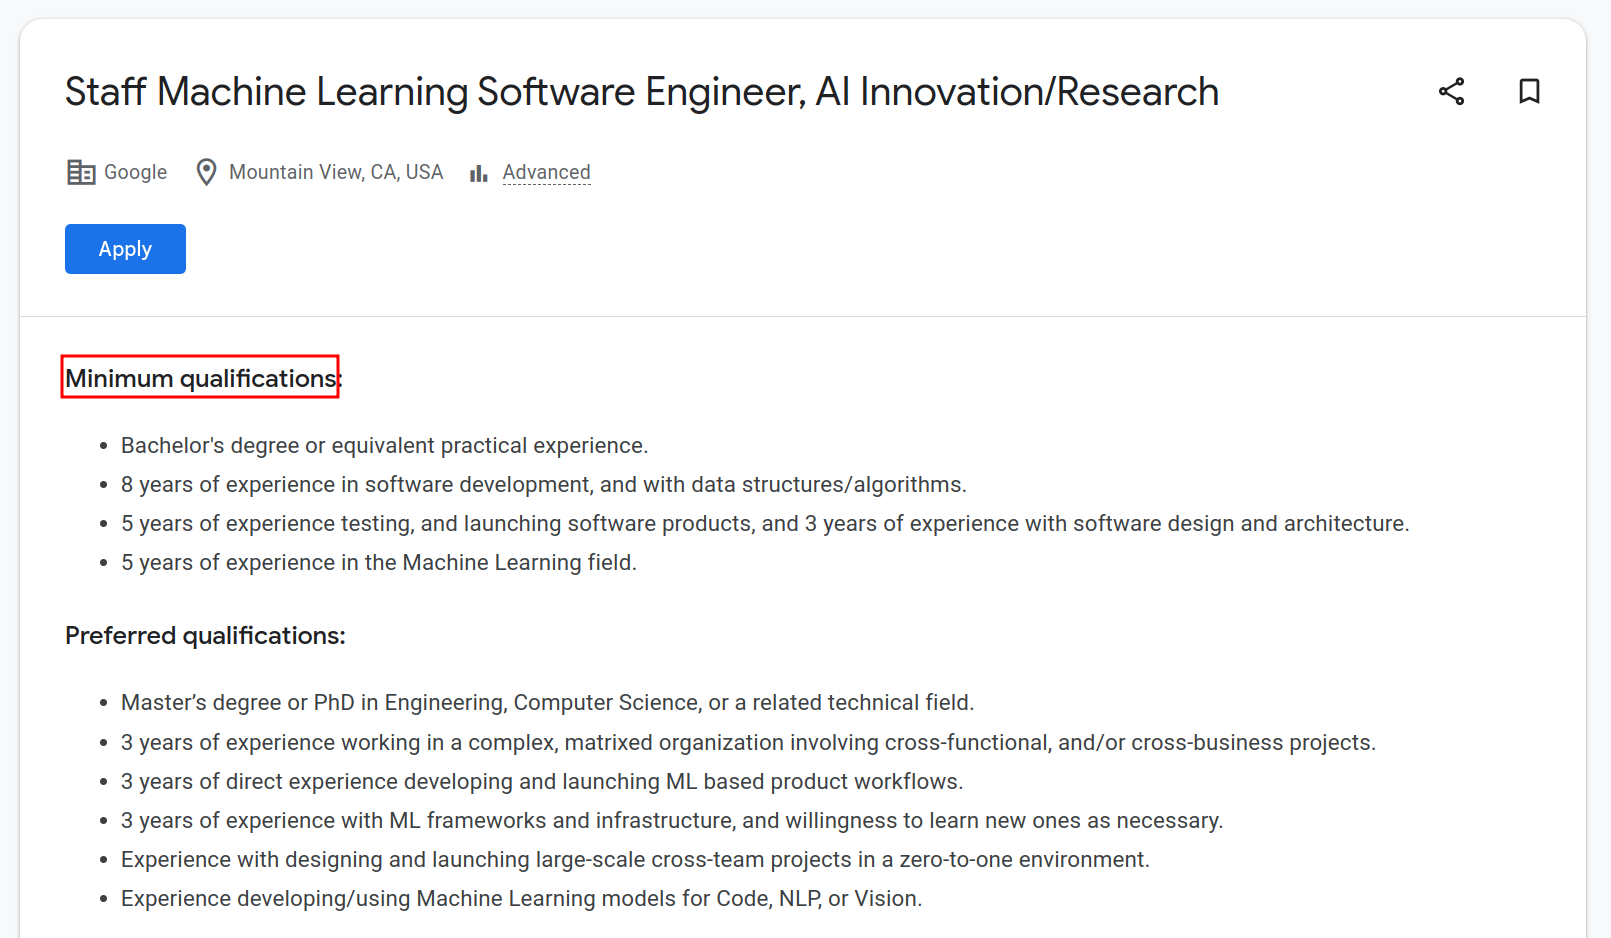 Staff Machine Learning Software Engineer, AI Innovation/Research
Google Mountain View, CA, USA Advanced
Apply
Minimum qualifications:
Bachelor's degree or equivalent practical experience.
8 years of experience in software development, and with data structures/algorithms.
5 years of experience testing, and launching software products, and 3 years of experience with software design and architecture.
5 years of experience in the Machine Learning field.
Preferred qualifications:
Master’s degree or PhD in Engineering, Computer Science, or a related technical field.
3 years of experience working in a complex, matrixed organization involving cross-functional, and/or cross-business projects.
3 years of direct experience developing and launching ML based product workflows.
3 years of experience with ML frameworks and infrastructure, and willingness to learn new ones as necessary.
Experience with designing and launching large-scale cross-team projects in a zero-to-one environment.
Experience developing/using Machine Learning models for Code, NLP, or Vision.